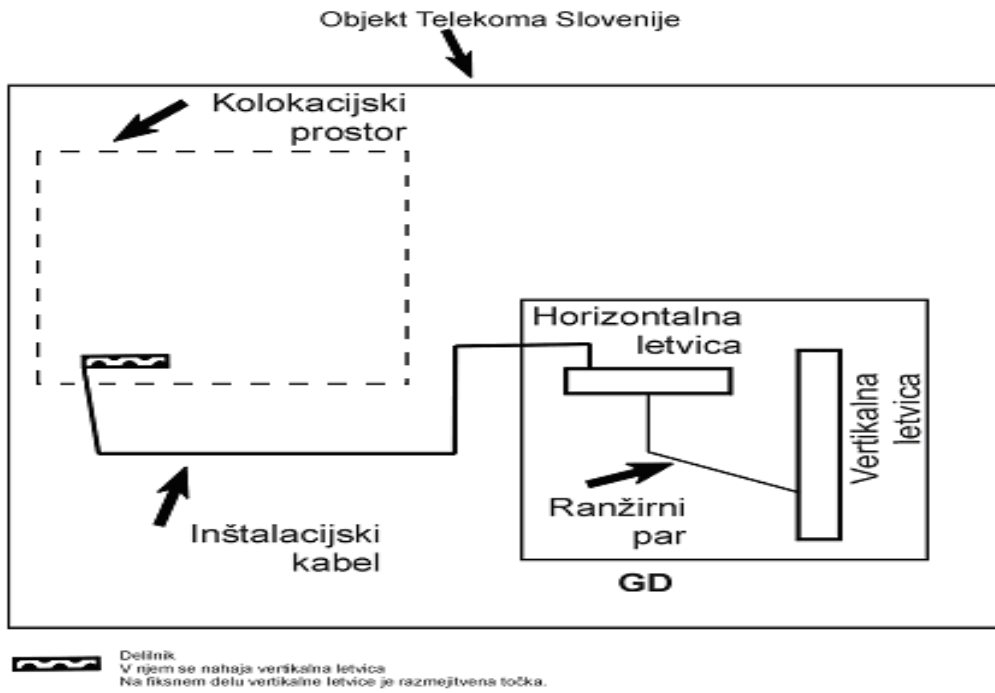 Objekt Telekoma Slovenije
Kolokacijski
prostor
Horizontalna
letvica
Vertikalna
letvica
Ranžirni
par
Inštalacijski
kabel
GD
Delilnik
V njem se nahaja vertikalna letvica
Na fiksnem delu vertikalne letvice je razmejitvena točka.